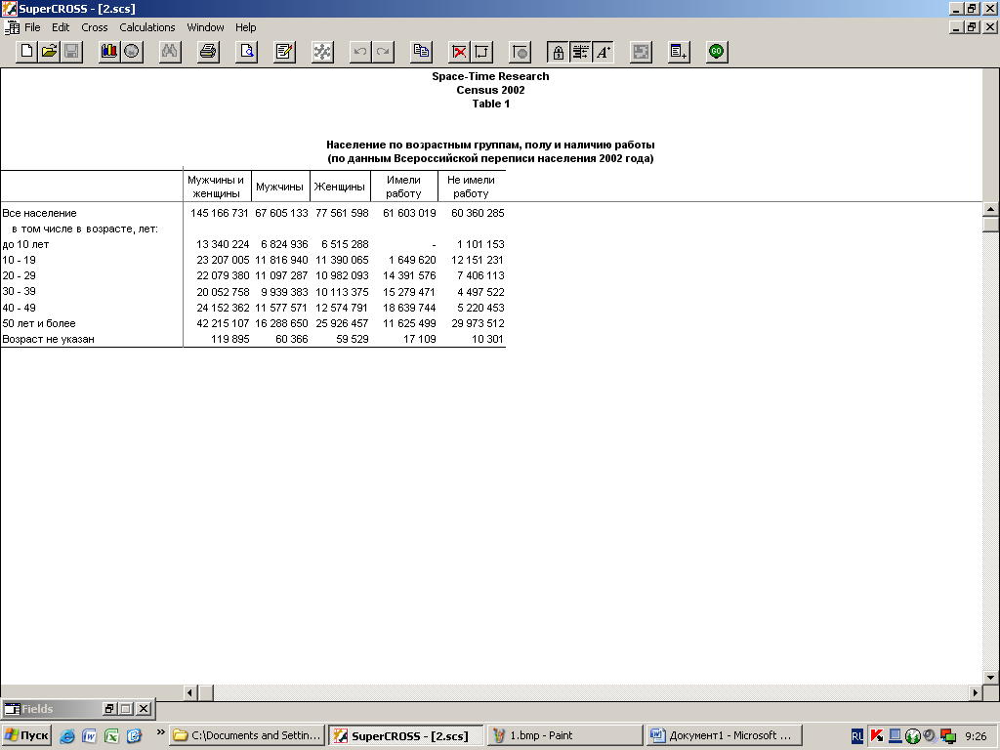 SuperCROSS - [2.scs]
File Edit Cross Calculations Window Help
GO
Space-Time Research
Census 2002
Table 1
Население по возрастным группам, полу и наличию работы
(по данным Всероссийской переписи населения 2002 года)
Мужчины и женщины Мужчины Женщины Имели работу Не имели работу
Все население 145 166 731 67 605 133 77 561 598 61 603 019 60 360 285
в том числе в возрасте, лет:
до 10 лет 13 340 224 6 824 936 6 515 288 - 1 101 153
10 - 19 23 207 005 11 816 940 11 390 065 1 649 620 12 151 231
20 - 29 22 079 380 11 097 287 10 982 093 14 391 576 7 406 113
30 - 39 20 052 758 9 939 383 10 113 375 15 279 471 4 497 522
40 - 49 24 152 362 11 577 571 12 574 791 18 639 744 5 220 453
50 лет и более 42 215 107 16 288 650 25 926 457 11 625 499 29 973 512
Возраст не указан 119 895 60 366 59 529 17 109 10 301
Fields
Пуск » C:\Documents and Settin... SuperCROSS - [2.scs] 1.bmp - Paint Документ1 - Microsoft ... RL 9:26